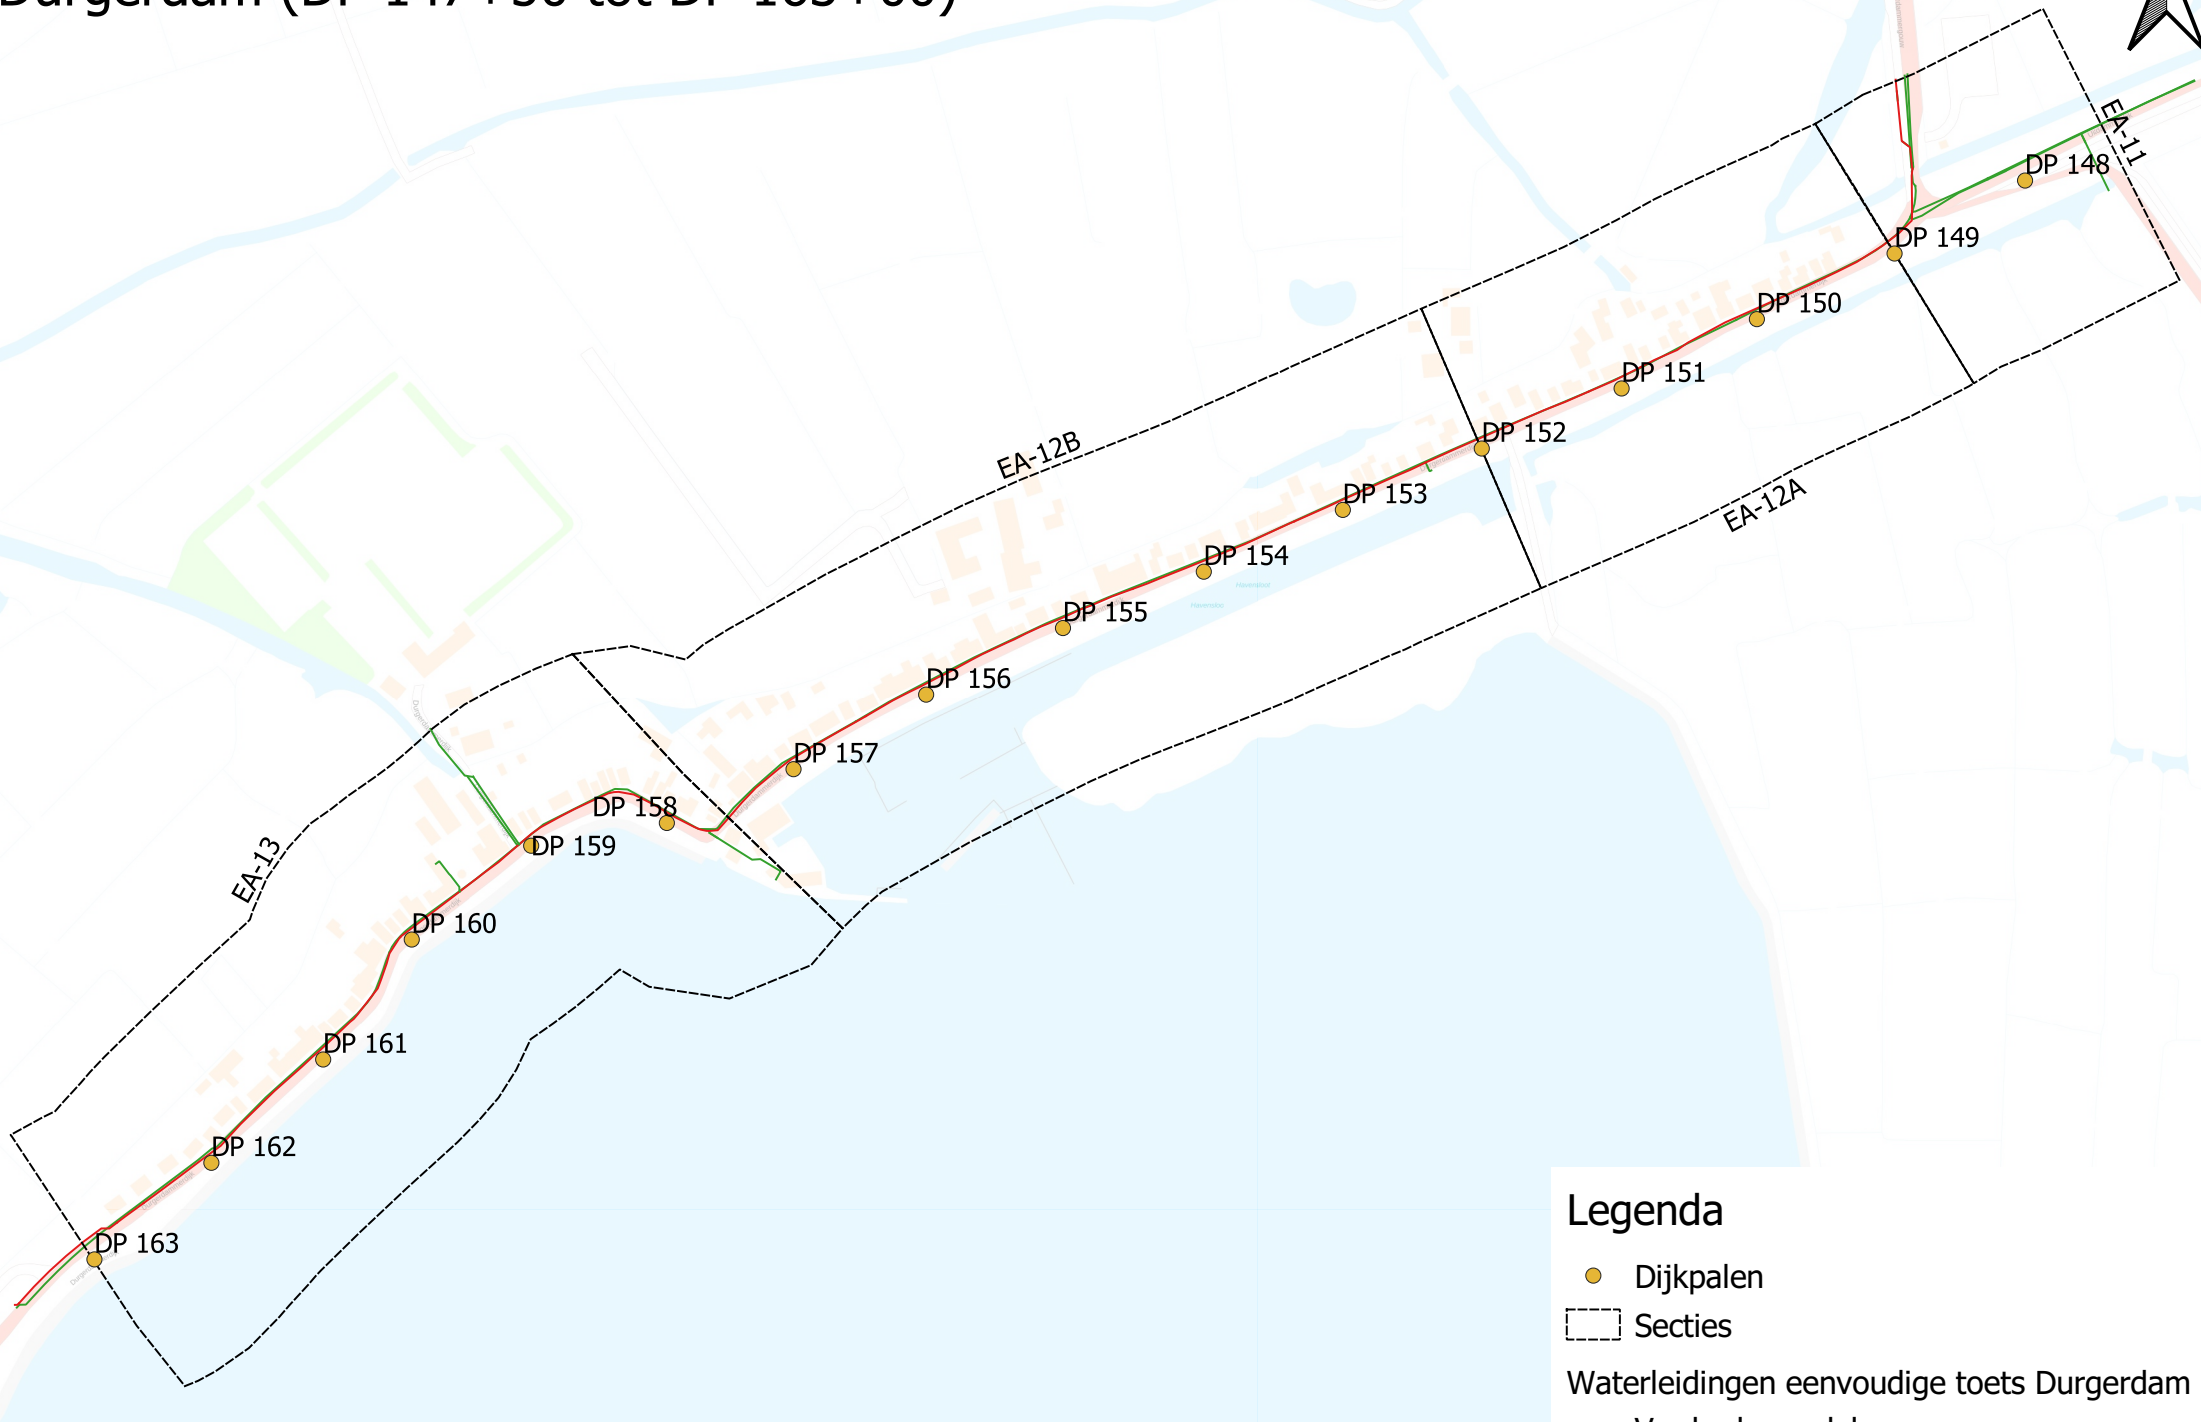 EA-11
DP 148
DP 149
DP 150
DP 151
DP 152
EA-12B
DP 153
EA-12A
DP 154
Havenkom
DP 155
DP 156
DP 157
DP 158
DP 159
EA-13
DP 160
DP 161
DP 162
DP 163
Legenda
Dijkpalen
Secties
Waterleidingen eenvoudige toets Durgerdam